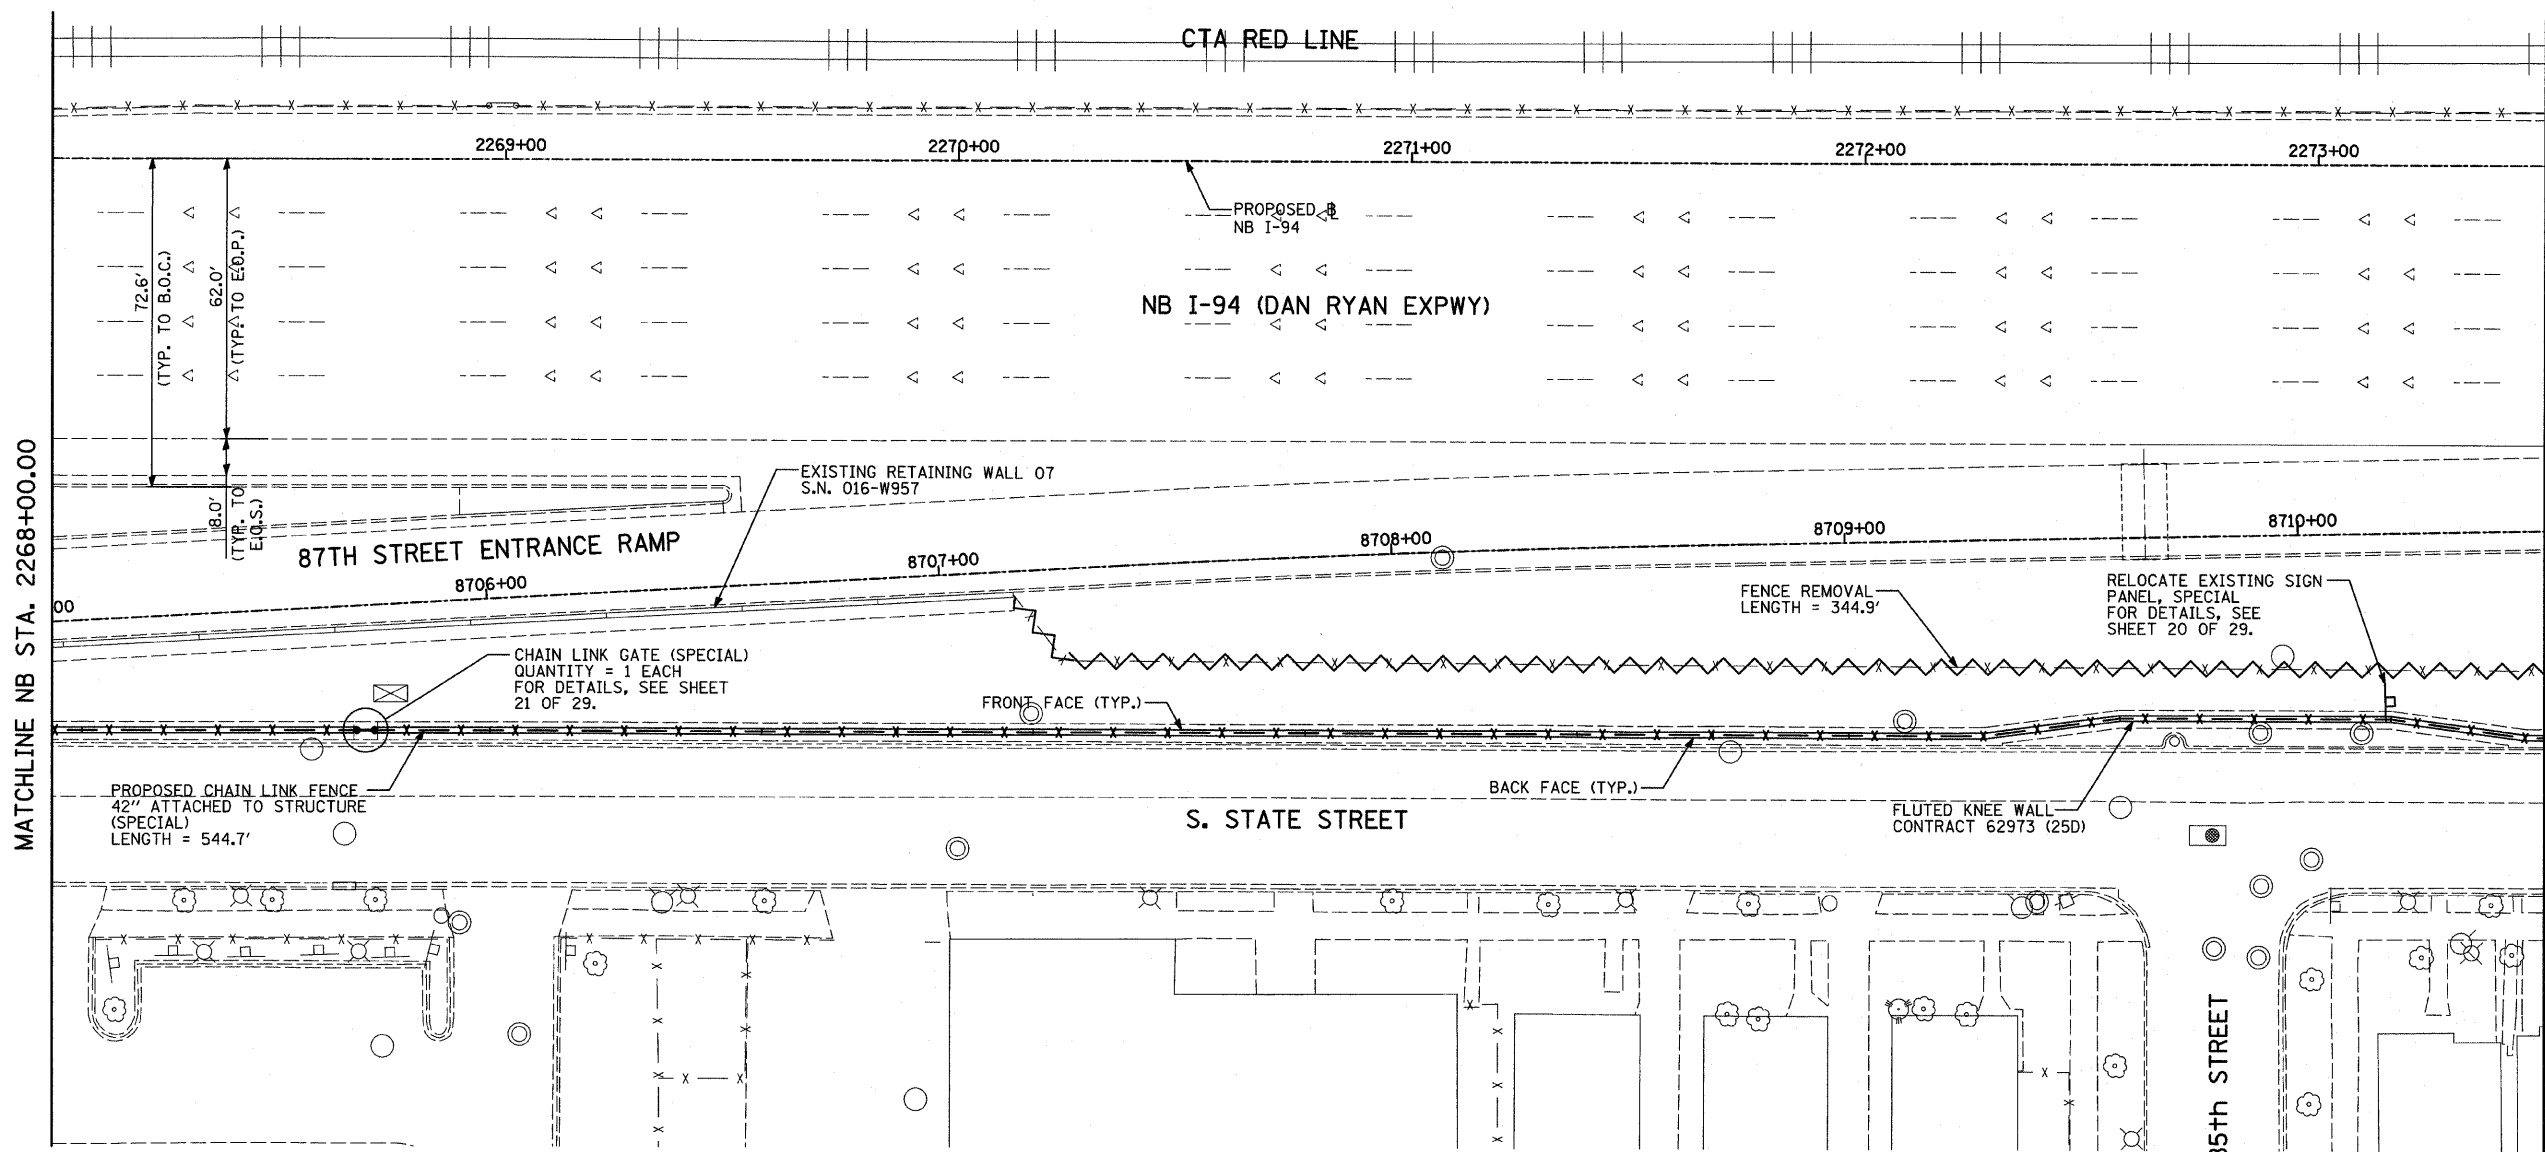 CTA RED LINE
2269+00
2270+00
2271+00
2272+00
2273+00
PROPOSED B
NB I-94
72.6'
(TYP. TO B.O.C.)
62.0'
(TYP. TO E.O.P.)
NB I-94 (DAN RYAN EXPWY)
MATCHLINE NB STA. 2268+00.00
8.0'
(TYP. TO
E.O.S.)
EXISTING RETAINING WALL 07
S.N. 016-W957
87TH STREET ENTRANCE RAMP
00
8706+00
8707+00
8708+00
8709+00
8710+00
FENCE REMOVAL
LENGTH = 344.9'
RELOCATE EXISTING SIGN
PANEL, SPECIAL
FOR DETAILS, SEE
SHEET 20 OF 29.
CHAIN LINK GATE (SPECIAL)
QUANTITY = 1 EACH
FOR DETAILS, SEE SHEET
21 OF 29.
FRONT FACE (TYP.)
PROPOSED CHAIN LINK FENCE
42" ATTACHED TO STRUCTURE
(SPECIAL)
LENGTH = 544.7'
BACK FACE (TYP.)
S. STATE STREET
FLUTED KNEE WALL
CONTRACT 62973 (25D)
85th STREET